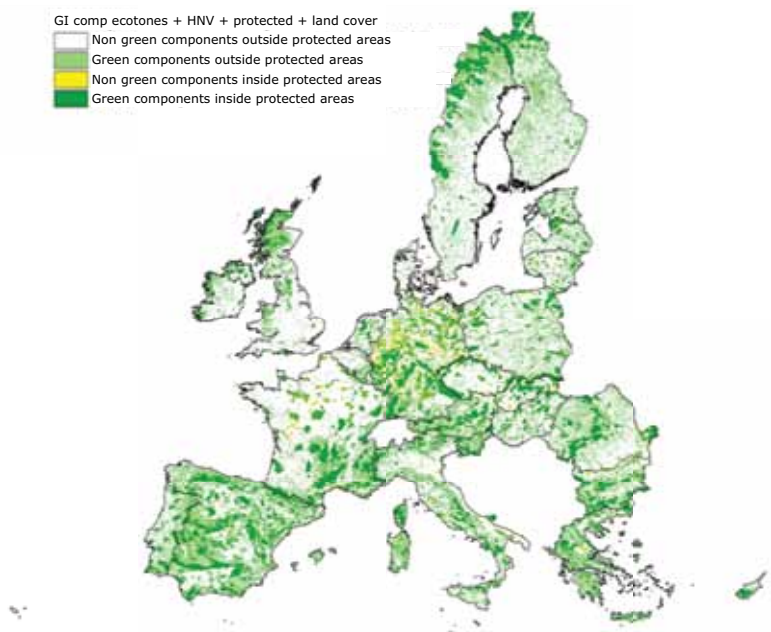 GI comp ecotones + HNV + protected + land cover
Non green components outside protected areas
Green components outside protected areas
Non green components inside protected areas
Green components inside protected areas